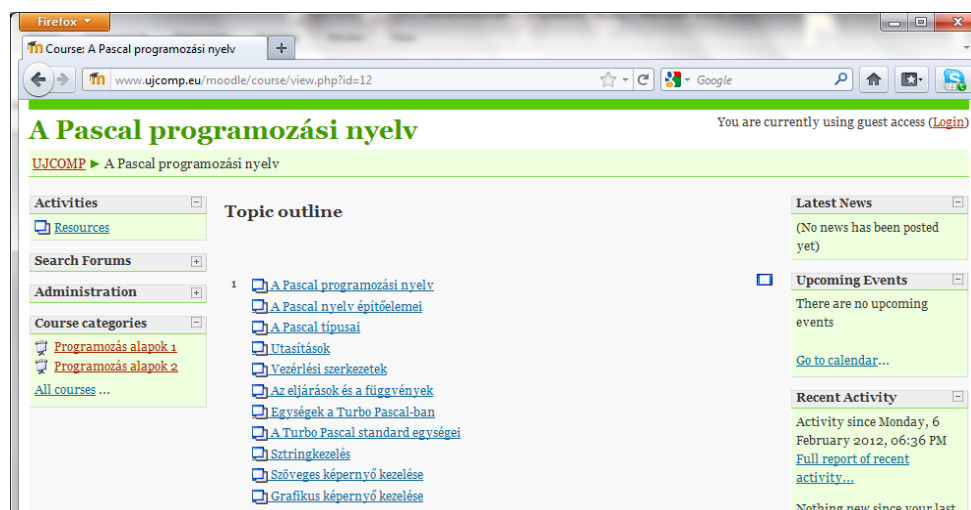 Firefox
Course: A Pascal programozási nyelv
www.ujcomp.eu/moodle/course/view.php?id=12
Google
A Pascal programozási nyelv
You are currently using guest access (Login)
UJCOMP ► A Pascal programozási nyelv
Activities
Resources
Search Forums
Administration
Course categories
Programozás alapok 1
Programozás alapok 2
All courses ...
Topic outline
1
A Pascal programozási nyelv
A Pascal nyelv építőelemei
A Pascal típusai
Utasítások
Vezérlési szerkezetek
Az eljárások és a függvények
Egységek a Turbo Pascal-ban
A Turbo Pascal standard egységei
Sztringkezelés
Szöveges képernyő kezelése
Grafikus képernyő kezelése
Latest News
(No news has been posted
yet)
Upcoming Events
There are no upcoming
events
Go to calendar...
Recent Activity
Activity since Monday, 6
February 2012, 06:36 PM
Full report of recent
activity...
Nothing new since your last